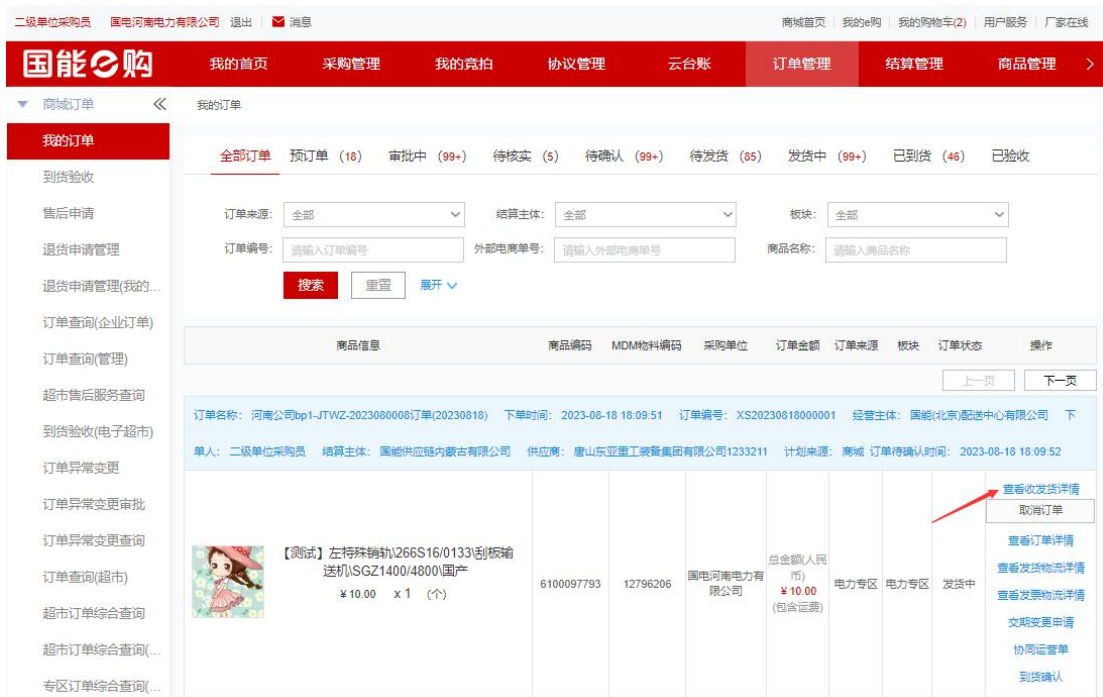 二级单位采购员 国电河南电力有限公司 退出 消息 商城首页 我的e购 我的购物车(2) 用户服务 厂家在线
国能e购 我的首页 采购管理 我的竞拍 协议管理 云台账 订单管理 结算管理 商品管理
商城订单 我的订单
我的订单
全部订单 预订单 (18) 审批中 (99+) 待核实 (5) 待确认 (99+) 待发货 (85) 发货中 (99+) 已到货 (46) 已验收
到货验收
售后申请
订单来源: 全部 结算主体: 全部 板块: 全部
退货申请管理
订单编号: 请输入订单编号 外部电商单号: 请输入外部电商单号 商品名称: 请输入商品名称
退货申请管理(我的...
搜索 重置 展开
订单查询(企业订单)
订单查询(管理)
商品信息 商品编码 MDM物料编码 采购单位 订单金额 订单来源 板块 订单状态 操作
上一页 下一页
超市售后服务查询
到货验收(电子超市)
订单异常变更
订单异常变更审批
订单异常变更查询
订单查询(超市)
超市订单综合查询
超市订单综合查询(...
专区订单综合查询(...
订单名称: 河南公司bp1-JTWZ-2023080008订单(20230818) 下单时间: 2023-08-18 18:09:51 订单编号: XS20230818000001 经营主体: 国能(北京)配送中心有限公司 下
单人: 二级单位采购员 结算主体: 国能供应链内蒙古有限公司 供应商: 唐山东亚重工装备集团有限公司1233211 计划来源: 商城 订单待确认时间: 2023-08-18 18:09:52
【测试】左特殊销轨\266S16/0133\刮板输
送机\SGZ1400/4800\国产
¥10.00 x 1 (个)
6100097793
12796206
国电河南电力有
限公司
总金额(人民
币)
¥10.00
(包含运费)
电力专区 电力专区 发货中
查看收发货详情
取消订单
查看订单详情
查看发货物流详情
查看发票物流详情
交期变更申请
协同运营单
到货确认